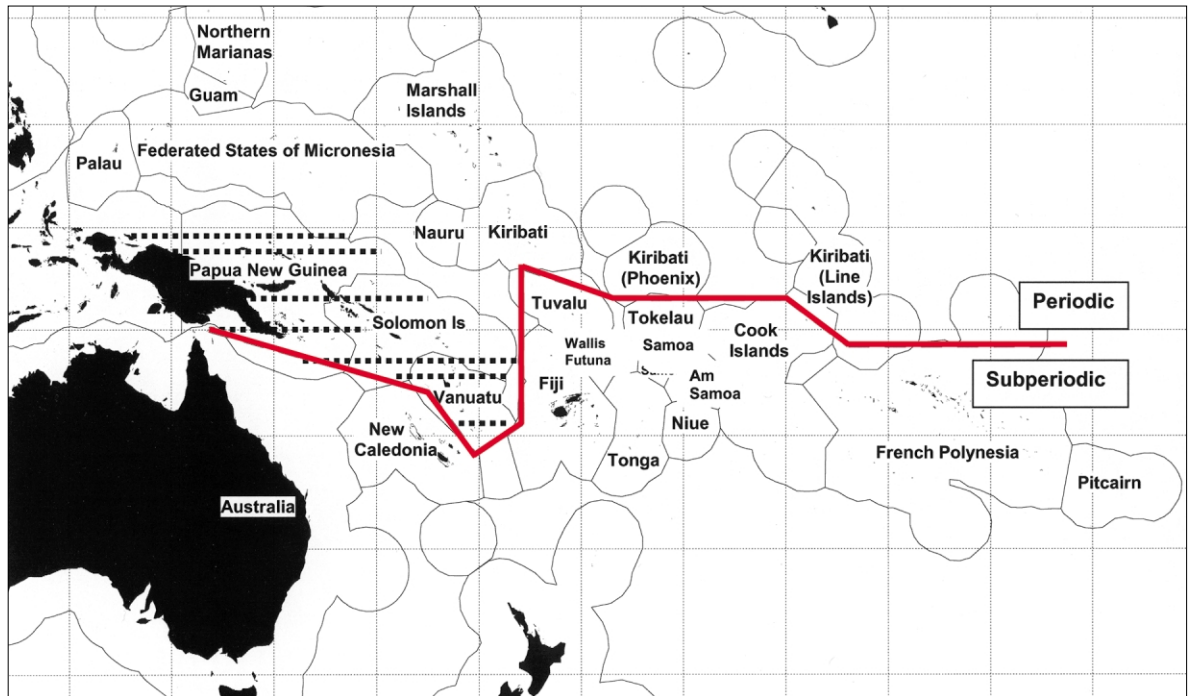 Northern
Marianas
Guam
Marshall
Islands
Palau
Federated States of Micronesia
Nauru
Kiribati
Kiribati
(Phoenix)
Kiribati
(Line
Islands)
Papua New Guinea
Periodic
Tuvalu
Solomon Is
Tokelau
Cook
Islands
Wallis
Futuna
Samoa
Fiji
Am
Samoa
Subperiodic
Vanuatu
New
Caledonia
Niue
Tonga
French Polynesia
Pitcairn
Australia